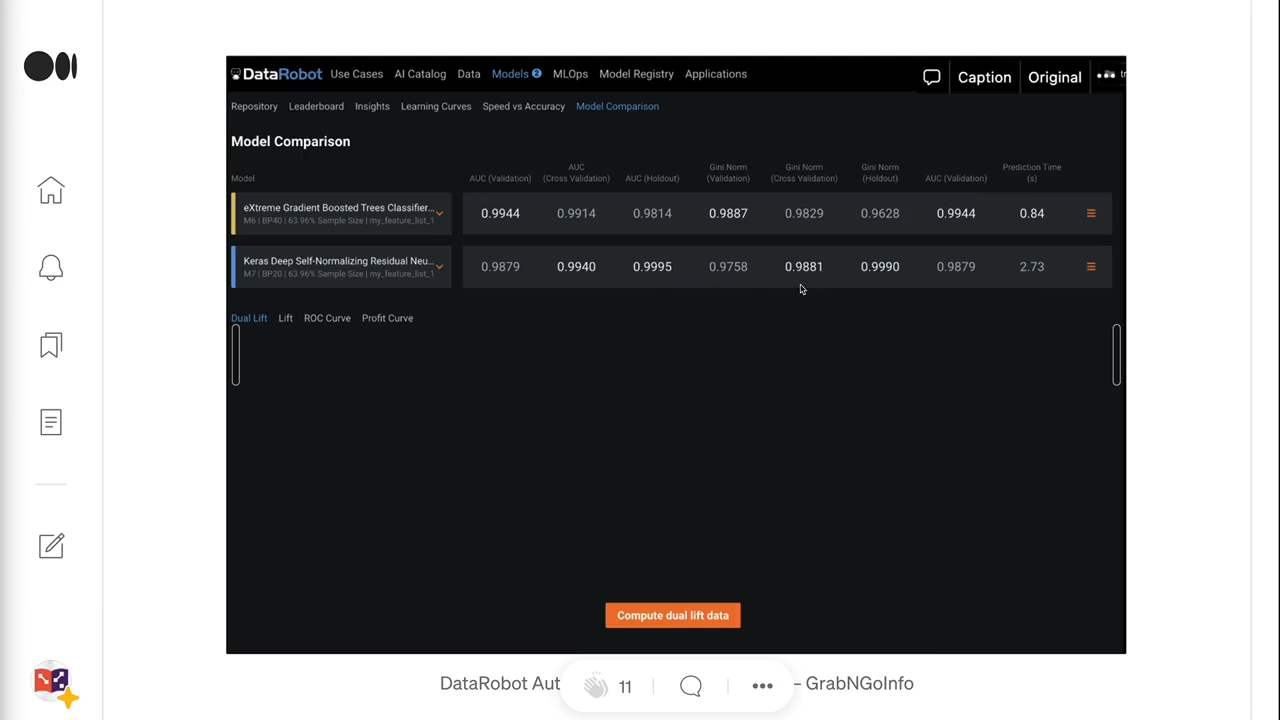 DataRobot Use Cases AI Catalog Data Models 2 MLOps Model Registry Applications
Caption Original
Repository Leaderboard Insights Learning Curves Speed vs Accuracy Model Comparison
Model Comparison
Model AUC (Validation) AUC (Cross Validation) AUC (Holdout) Gini Norm (Validation) Gini Norm (Cross Validation) Gini Norm (Holdout) AUC (Validation) Prediction Time (s)
eXtreme Gradient Boosted Trees Classifier...
M6 | BP40 | 63.96% Sample Size | my_feature_list_1
0.9944 0.9914 0.9814 0.9887 0.9829 0.9628 0.9944 0.84
Keras Deep Self-Normalizing Residual Neu...
M7 | BP20 | 63.96% Sample Size | my_feature_list_1
0.9879 0.9940 0.9995 0.9758 0.9881 0.9990 0.9879 2.73
Dual Lift Lift ROC Curve Profit Curve
Compute dual lift data
DataRobot Aut – GrabNGoInfo
11